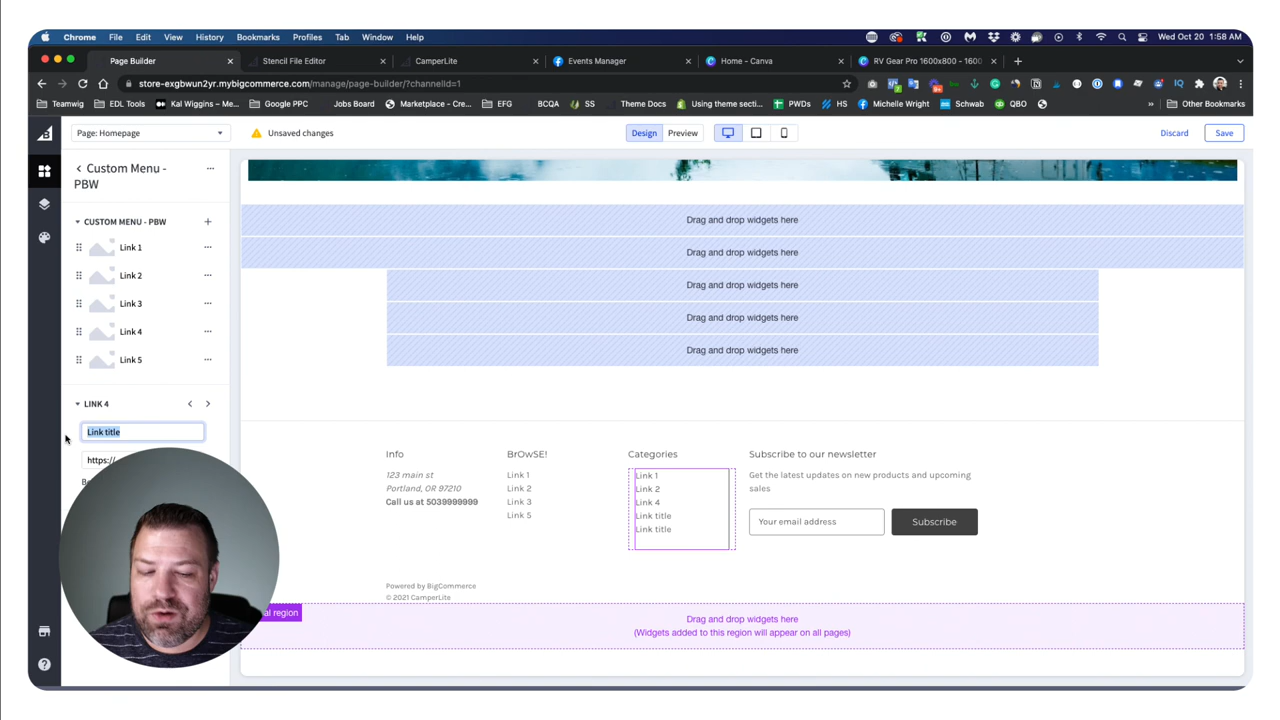 Chrome File Edit View History Bookmarks Profiles Tab Window Help
Wed Oct 20 1:58 AM
Page Builder
Stencil File Editor
CamperLite
Events Manager
Home - Canva
RV Gear Pro 1600x800 - 1600
store-exgbwun2yr.mybigcommerce.com/manage/page-builder/?channelId=1
Teamwig EDL Tools Kal Wiggins – Me... Google PPC Jobs Board Marketplace - Cre... EFG BCQA SS Theme Docs Using theme secti... PWDs HS Michelle Wright Schwab QBO » Other Bookmarks
Page: Homepage
Unsaved changes
Design Preview
Discard Save
Custom Menu -
PBW
CUSTOM MENU - PBW
Link 1
Link 2
Link 3
Link 4
Link 5
LINK 4
Link title
https://
Drag and drop widgets here
Drag and drop widgets here
Drag and drop widgets here
Drag and drop widgets here
Drag and drop widgets here
Info
123 main st
Portland, OR 97210
Call us at 5039999999
BrOwSE!
Link 1
Link 2
Link 3
Link 5
Categories
Link 1
Link 2
Link 4
Link title
Link title
Subscribe to our newsletter
Get the latest updates on new products and upcoming
sales
Your email address
Subscribe
Powered by BigCommerce
© 2021 CamperLite
region
Drag and drop widgets here
(Widgets added to this region will appear on all pages)